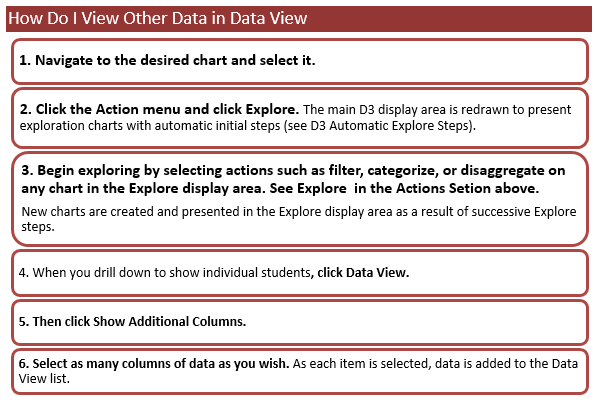 How Do I View Other Data in Data View
1. Navigate to the desired chart and select it.
2. Click the Action menu and click Explore. The main D3 display area is redrawn to present
exploration charts with automatic initial steps (see D3 Automatic Explore Steps).
3. Begin exploring by selecting actions such as filter, categorize, or disaggregate on
any chart in the Explore display area. See Explore in the Actions Setion above.
New charts are created and presented in the Explore display area as a result of successive Explore
steps.
4. When you drill down to show individual students, click Data View.
5. Then click Show Additional Columns.
6. Select as many columns of data as you wish. As each item is selected, data is added to the Data
View list.